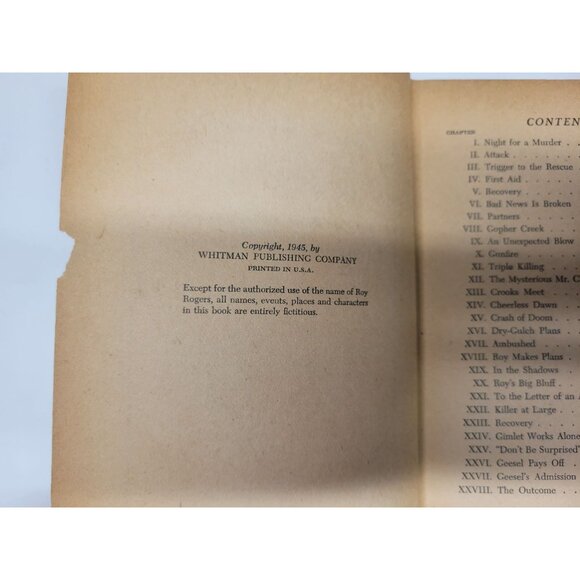 Copyright, 1945, by
WHITMAN PUBLISHING COMPANY
PRINTED IN U.S.A.
Except for the authorized use of the name of Roy
Rogers, all names, events, places and characters
in this book are entirely fictitious.
CONTEN
CHAPTER
I. Night for a Murder . .
II. Attack . . . . . .
III. Trigger to the Rescue
IV. First Aid . . . . .
V. Recovery . . . . .
VI. Bad News Is Broken
VII. Partners . . . . .
VIII. Gopher Creek . . .
IX. An Unexpected Blow
X. Gunfire . . . . .
XI. Triple Killing . . .
XII. The Mysterious Mr. C
XIII. Crooks Meet . . .
XIV. Cheerless Dawn . .
XV. Crash of Doom . . .
XVI. Dry-Gulch Plans . .
XVII. Ambushed . . . .
XVIII. Roy Makes Plans . .
XIX. In the Shadows . .
XX. Roy's Big Bluff . .
XXI. To the Letter of an
XXII. Killer at Large . .
XXIII. Recovery . . . . .
XXIV. Gimlet Works Alone
XXV. "Don't Be Surprised"
XXVI. Geesel Pays Off . .
XXVII. Geesel's Admission
XXVIII. The Outcome . . .